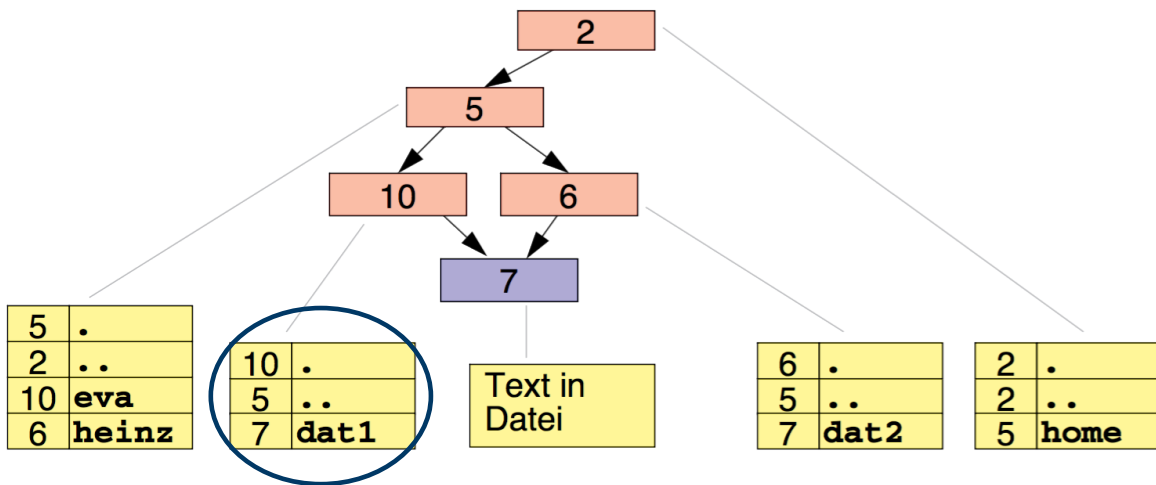 2
5
10 6
7
5 .
2 ..
10 eva
6 heinz
10 .
5 ..
7 dat1
Text in
Datei
6 .
5 ..
7 dat2
2 .
2 ..
5 home